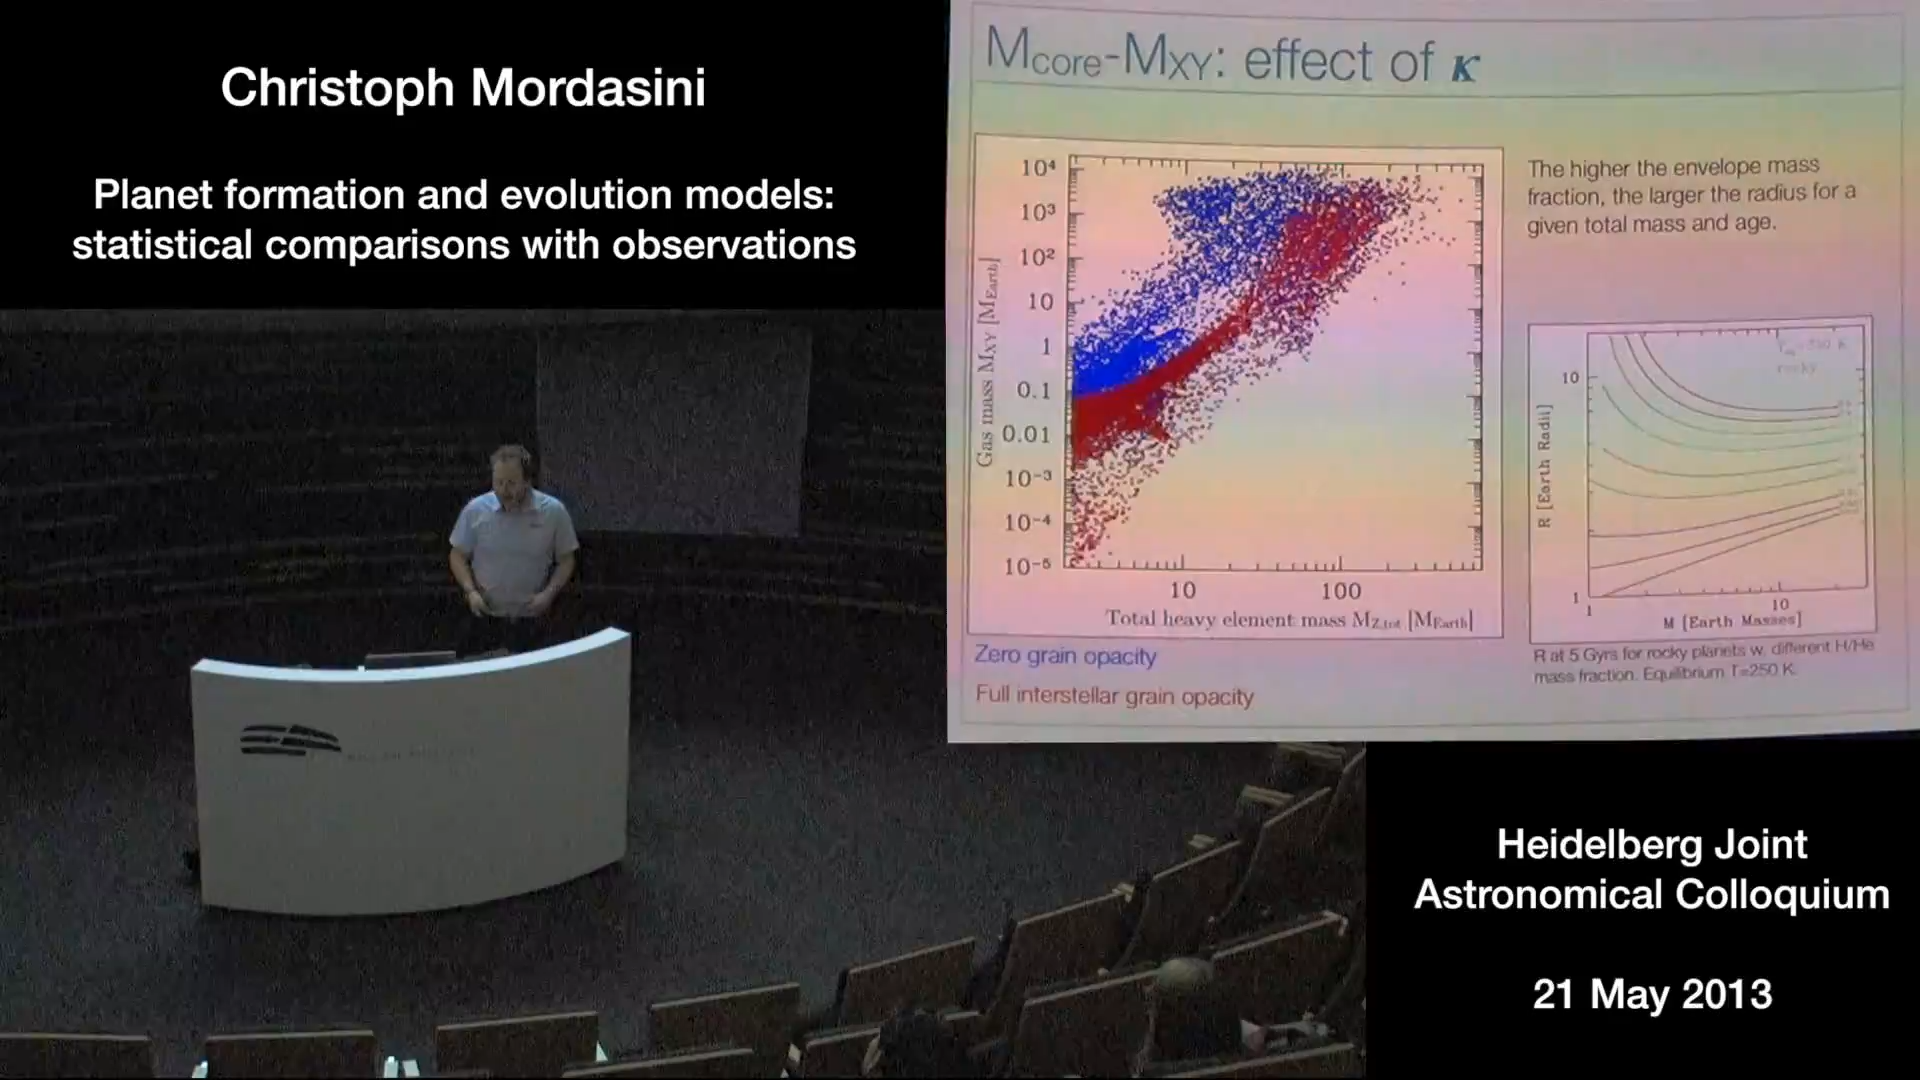 Christoph Mordasini
Planet formation and evolution models:
statistical comparisons with observations
Mcore-MXY: effect of κ
The higher the envelope mass
fraction, the larger the radius for a
given total mass and age.
10⁴
10³
10²
10
1
0.1
0.01
10⁻³
10⁻⁴
10⁻⁵
Gas mass MXY [MEarth]
10 100
Total heavy element mass MZ,tot [MEarth]
Zero grain opacity
Full interstellar grain opacity
rocky
10
1
R [Earth Radii]
1 10
M [Earth Masses]
R at 5 Gyrs for rocky planets w. different H/He
mass fraction. Equilibrium T=250 K.
Heidelberg Joint
Astronomical Colloquium
21 May 2013